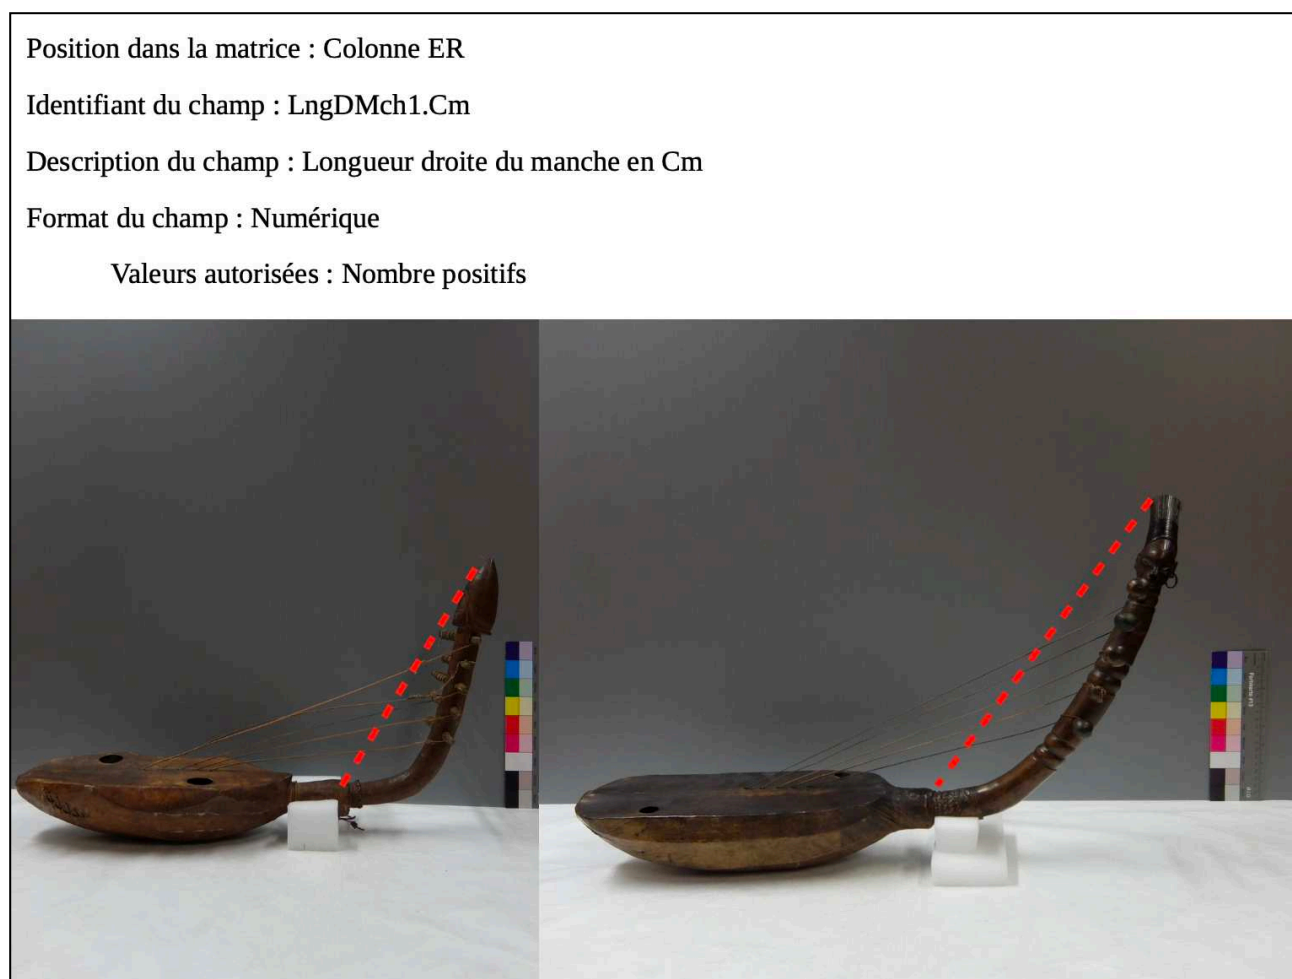 Position dans la matrice : Colonne ER
Identifiant du champ : LngDMch1.Cm
Description du champ : Longueur droite du manche en Cm
Format du champ : Numérique
Valeurs autorisées : Nombre positifs